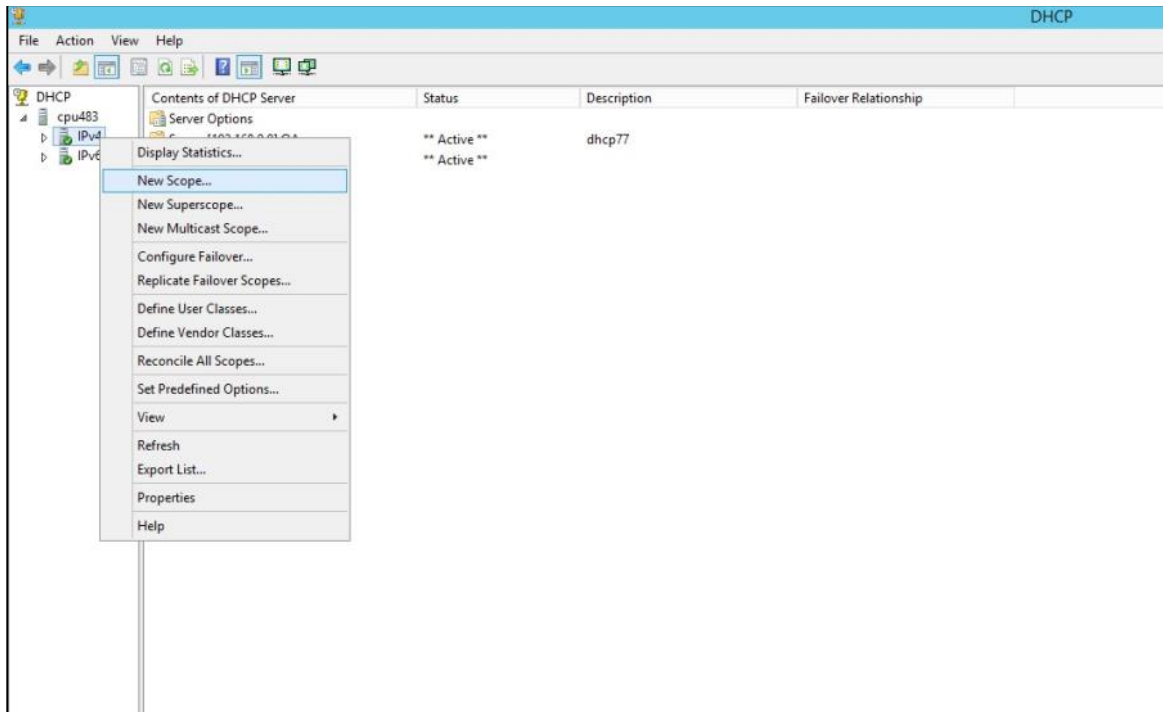 DHCP
File Action View Help
DHCP
cpu483
IPv4
IPv6
Contents of DHCP Server Status Description Failover Relationship
Server Options
** Active ** dhcp77
** Active **
Display Statistics...
New Scope...
New Superscope...
New Multicast Scope...
Configure Failover...
Replicate Failover Scopes...
Define User Classes...
Define Vendor Classes...
Reconcile All Scopes...
Set Predefined Options...
View
Refresh
Export List...
Properties
Help